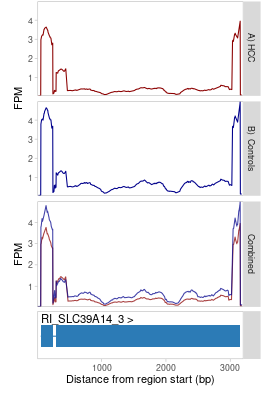 4
3
2
1
FPM
A) HCC
4
3
2
1
B) Controls
4
3
2
1
FPM
Combined
RI_SLC39A14_3 >
1000 2000 3000
Distance from region start (bp)